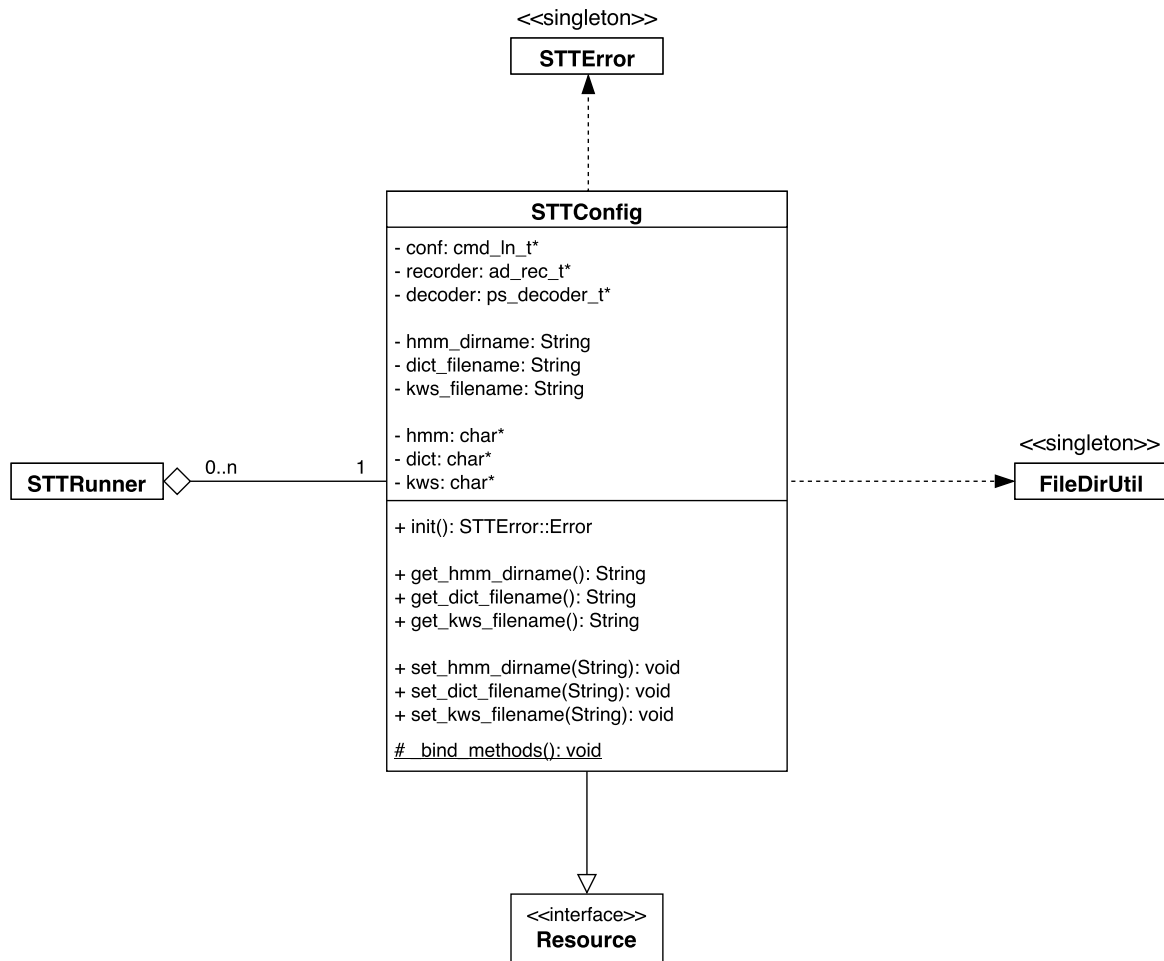 <<singleton>>
STTError
STTConfig
- conf: cmd_ln_t*
- recorder: ad_rec_t*
- decoder: ps_decoder_t*
- hmm_dirname: String
- dict_filename: String
- kws_filename: String
- hmm: char*
- dict: char*
- kws: char*
+ init(): STTError::Error
+ get_hmm_dirname(): String
+ get_dict_filename(): String
+ get_kws_filename(): String
+ set_hmm_dirname(String): void
+ set_dict_filename(String): void
+ set_kws_filename(String): void
# _bind_methods(): void
STTRunner
0..n
1
<<singleton>>
FileDirUtil
<<interface>>
Resource